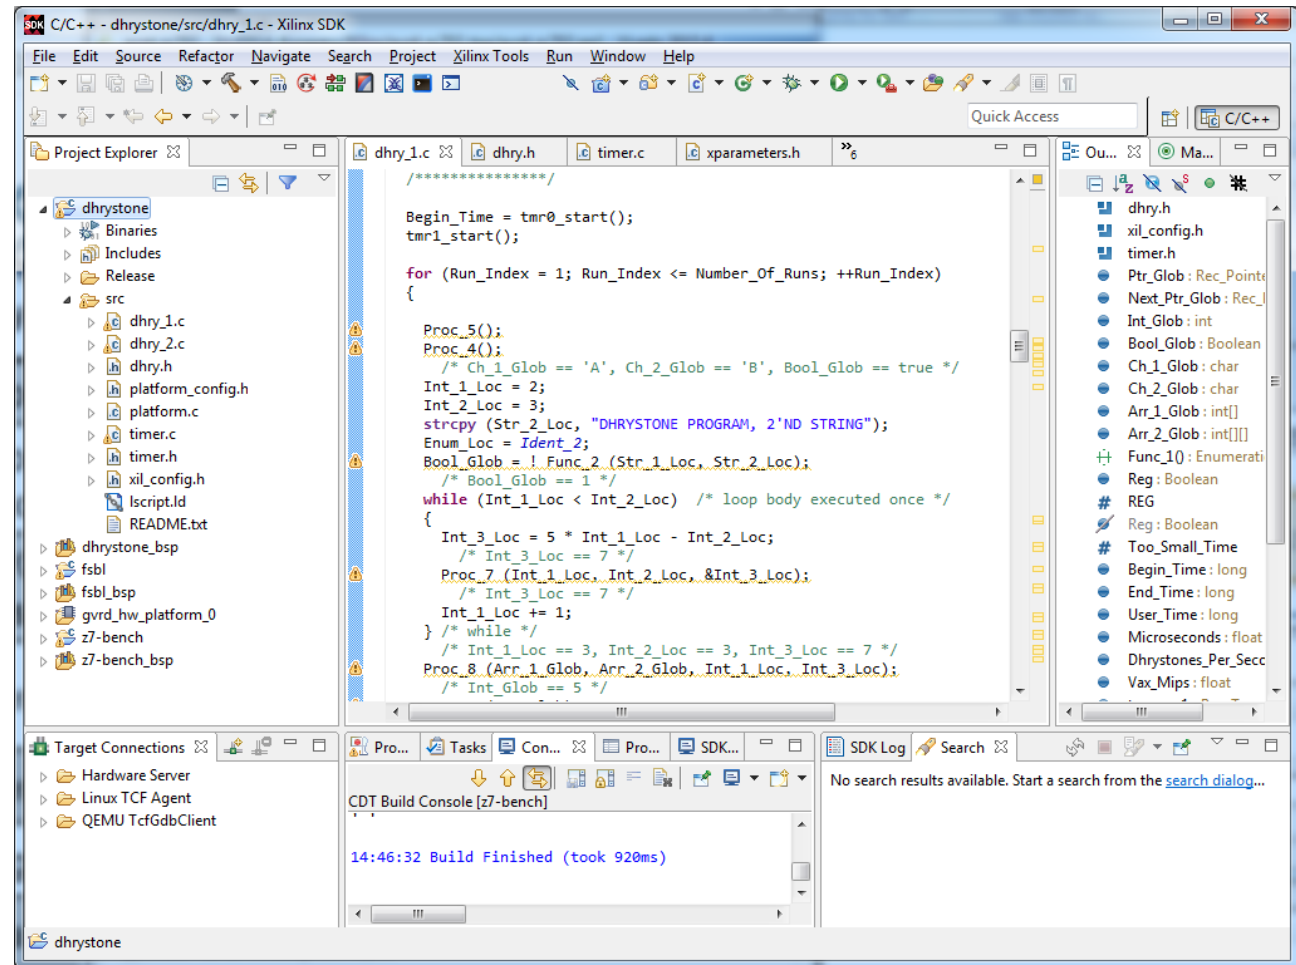 SDK C/C++ - dhrystone/src/dhry_1.c - Xilinx SDK
File Edit Source Refactor Navigate Search Project Xilinx Tools Run Window Help
Quick Access
C/C++
Project Explorer
dhrystone
Binaries
Includes
Release
src
dhry_1.c
dhry_2.c
dhry.h
platform_config.h
platform.c
timer.c
timer.h
xil_config.h
lscript.ld
README.txt
dhrystone_bsp
fsbl
fsbl_bsp
gvrd_hw_platform_0
z7-bench
z7-bench_bsp
dhry_1.c dhry.h timer.c xparameters.h »6
/***************/
Begin_Time = tmr0_start();
tmr1_start();
for (Run_Index = 1; Run_Index <= Number_Of_Runs; ++Run_Index)
{
Proc_5();
Proc_4();
/* Ch_1_Glob == 'A', Ch_2_Glob == 'B', Bool_Glob == true */
Int_1_Loc = 2;
Int_2_Loc = 3;
strcpy (Str_2_Loc, "DHRYSTONE PROGRAM, 2'ND STRING");
Enum_Loc = Ident_2;
Bool_Glob = ! Func_2 (Str_1_Loc, Str_2_Loc);
/* Bool_Glob == 1 */
while (Int_1_Loc < Int_2_Loc)  /* loop body executed once */
{
Int_3_Loc = 5 * Int_1_Loc - Int_2_Loc;
/* Int_3_Loc == 7 */
Proc_7 (Int_1_Loc, Int_2_Loc, &Int_3_Loc);
/* Int_3_Loc == 7 */
Int_1_Loc += 1;
} /* while */
/* Int_1_Loc == 3, Int_2_Loc == 3, Int_3_Loc == 7 */
Proc_8 (Arr_1_Glob, Arr_2_Glob, Int_1_Loc, Int_3_Loc);
/* Int_Glob == 5 */
Ou... Ma...
dhry.h
xil_config.h
timer.h
Ptr_Glob : Rec_Pointe
Next_Ptr_Glob : Rec_
Int_Glob : int
Bool_Glob : Boolean
Ch_1_Glob : char
Ch_2_Glob : char
Arr_1_Glob : int[]
Arr_2_Glob : int[][]
Func_1() : Enumerati
Reg : Boolean
REG
Reg : Boolean
Too_Small_Time
Begin_Time : long
End_Time : long
User_Time : long
Microseconds : float
Dhrystones_Per_Secc
Vax_Mips : float
Target Connections
Hardware Server
Linux TCF Agent
QEMU TcfGdbClient
Pro... Tasks Con... Pro... SDK...
CDT Build Console [z7-bench]
14:46:32 Build Finished (took 920ms)
SDK Log Search
No search results available. Start a search from the search dialog...
dhrystone